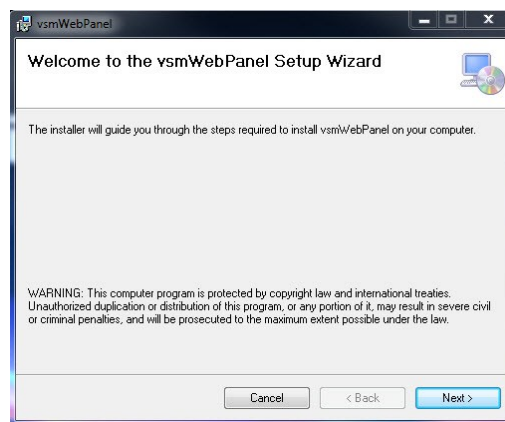 vsmWebPanel
Welcome to the vsmWebPanel Setup Wizard
The installer will guide you through the steps required to install vsmWebPanel on your computer.
WARNING: This computer program is protected by copyright law and international treaties.
Unauthorized duplication or distribution of this program, or any portion of it, may result in severe civil
or criminal penalties, and will be prosecuted to the maximum extent possible under the law.
Cancel
< Back
Next >